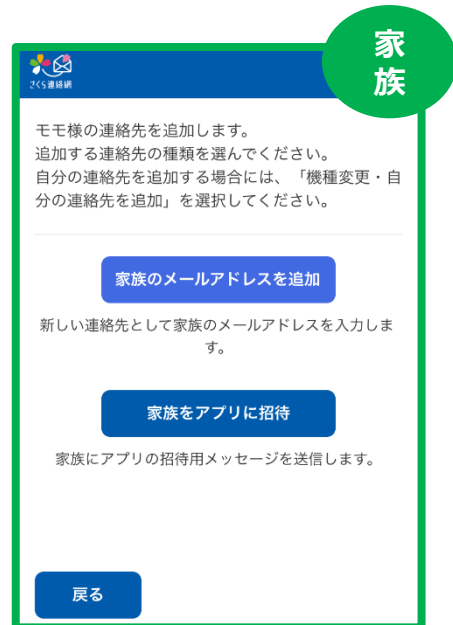 家
族
さくら連絡網
モモ様の連絡先を追加します。
追加する連絡先の種類を選んでください。
自分の連絡先を追加する場合には、「機種変更・自
分の連絡先を追加」を選択してください。
家族のメールアドレスを追加
新しい連絡先として家族のメールアドレスを入力しま
す。
家族をアプリに招待
家族にアプリの招待用メッセージを送信します。
戻る